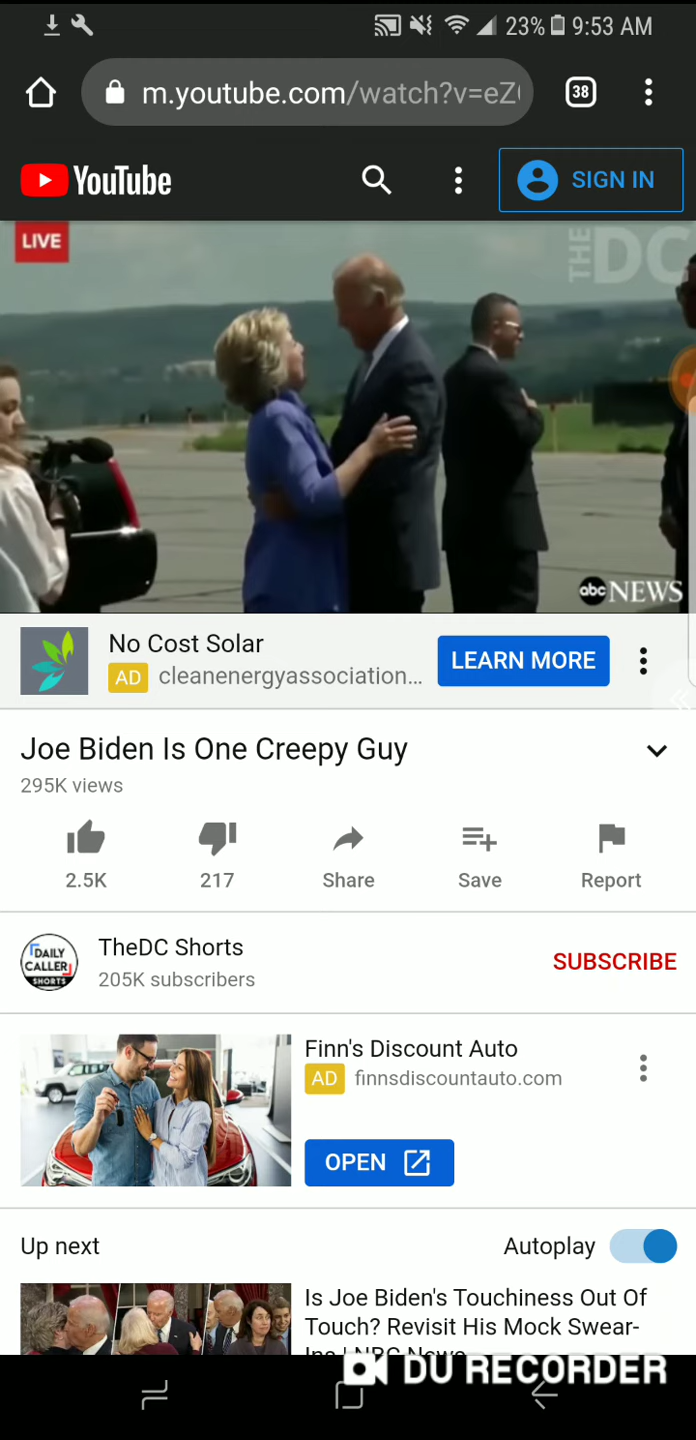 23% 9:53 AM
m.youtube.com/watch?v=eZ
38
YouTube
SIGN IN
LIVE
THE DC
abc NEWS
No Cost Solar
AD cleanenergyassociation...
LEARN MORE
Joe Biden Is One Creepy Guy
295K views
2.5K
217
Share
Save
Report
DAILY
CALLER
SHORTS
TheDC Shorts
205K subscribers
SUBSCRIBE
Finn's Discount Auto
AD finnsdiscountauto.com
OPEN
Up next
Autoplay
Is Joe Biden's Touchiness Out Of
Touch? Revisit His Mock Swear-
Ins | NBC News
DU RECORDER